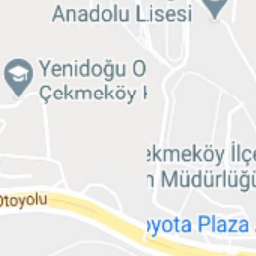 Anadolu Lisesi
Yenidoğu O
Çekmeköy K
ekmeköy İlçe
n Müdürlüğü
Otoyolu
oyota Plaza